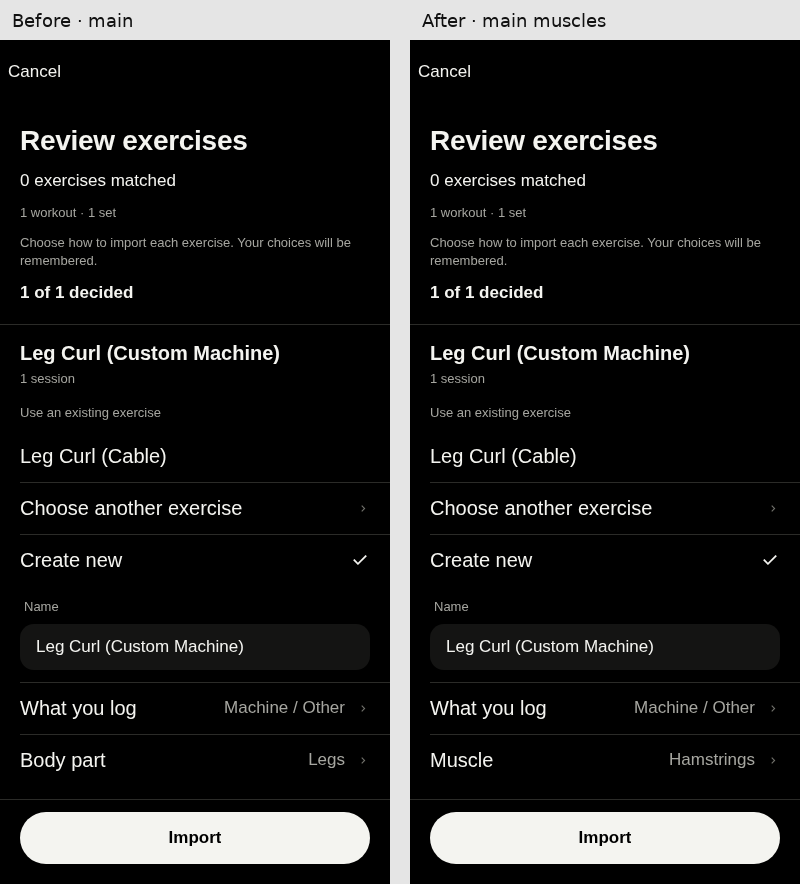 Before · main
Cancel
Review exercises
0 exercises matched
1 workout · 1 set
Choose how to import each exercise. Your choices will be
remembered.
1 of 1 decided
Leg Curl (Custom Machine)
1 session
Use an existing exercise
Leg Curl (Cable)
Choose another exercise
Create new
Name
Leg Curl (Custom Machine)
What you log Machine / Other
Body part Legs
Import
After · main muscles
Cancel
Review exercises
0 exercises matched
1 workout · 1 set
Choose how to import each exercise. Your choices will be
remembered.
1 of 1 decided
Leg Curl (Custom Machine)
1 session
Use an existing exercise
Leg Curl (Cable)
Choose another exercise
Create new
Name
Leg Curl (Custom Machine)
What you log Machine / Other
Muscle Hamstrings
Import